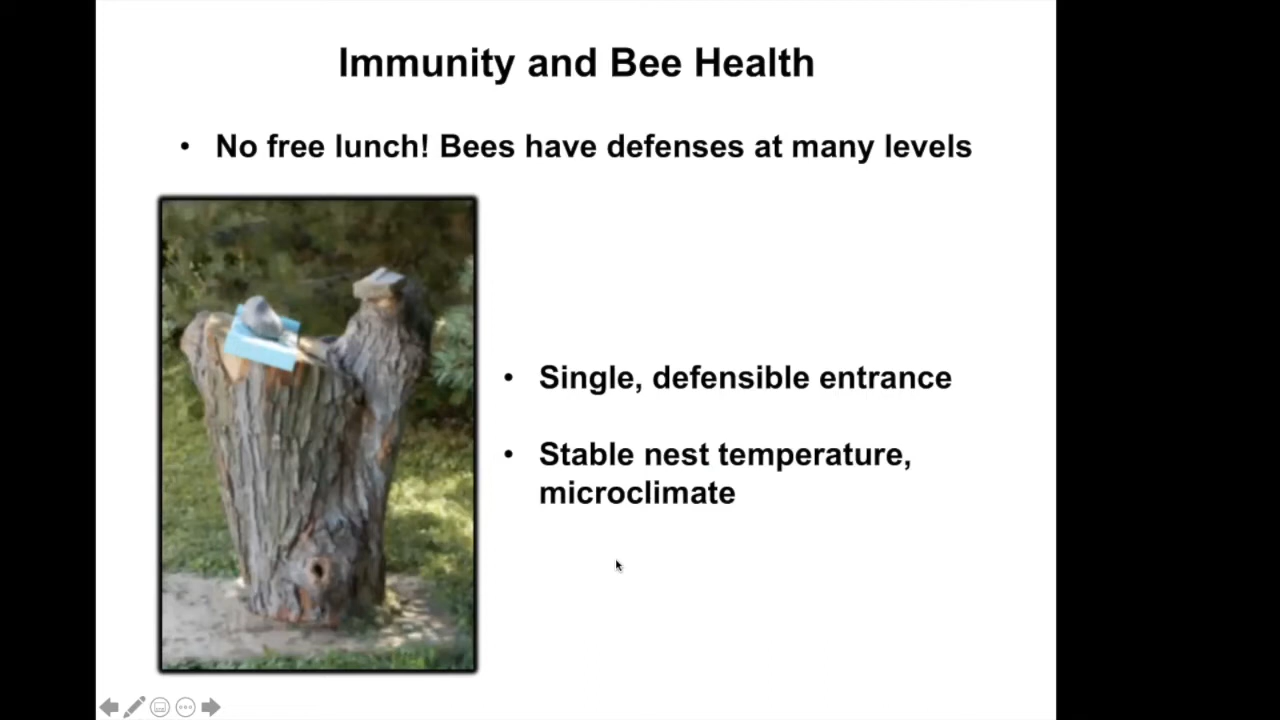 Immunity and Bee Health
• No free lunch! Bees have defenses at many levels
• Single, defensible entrance
• Stable nest temperature,
microclimate